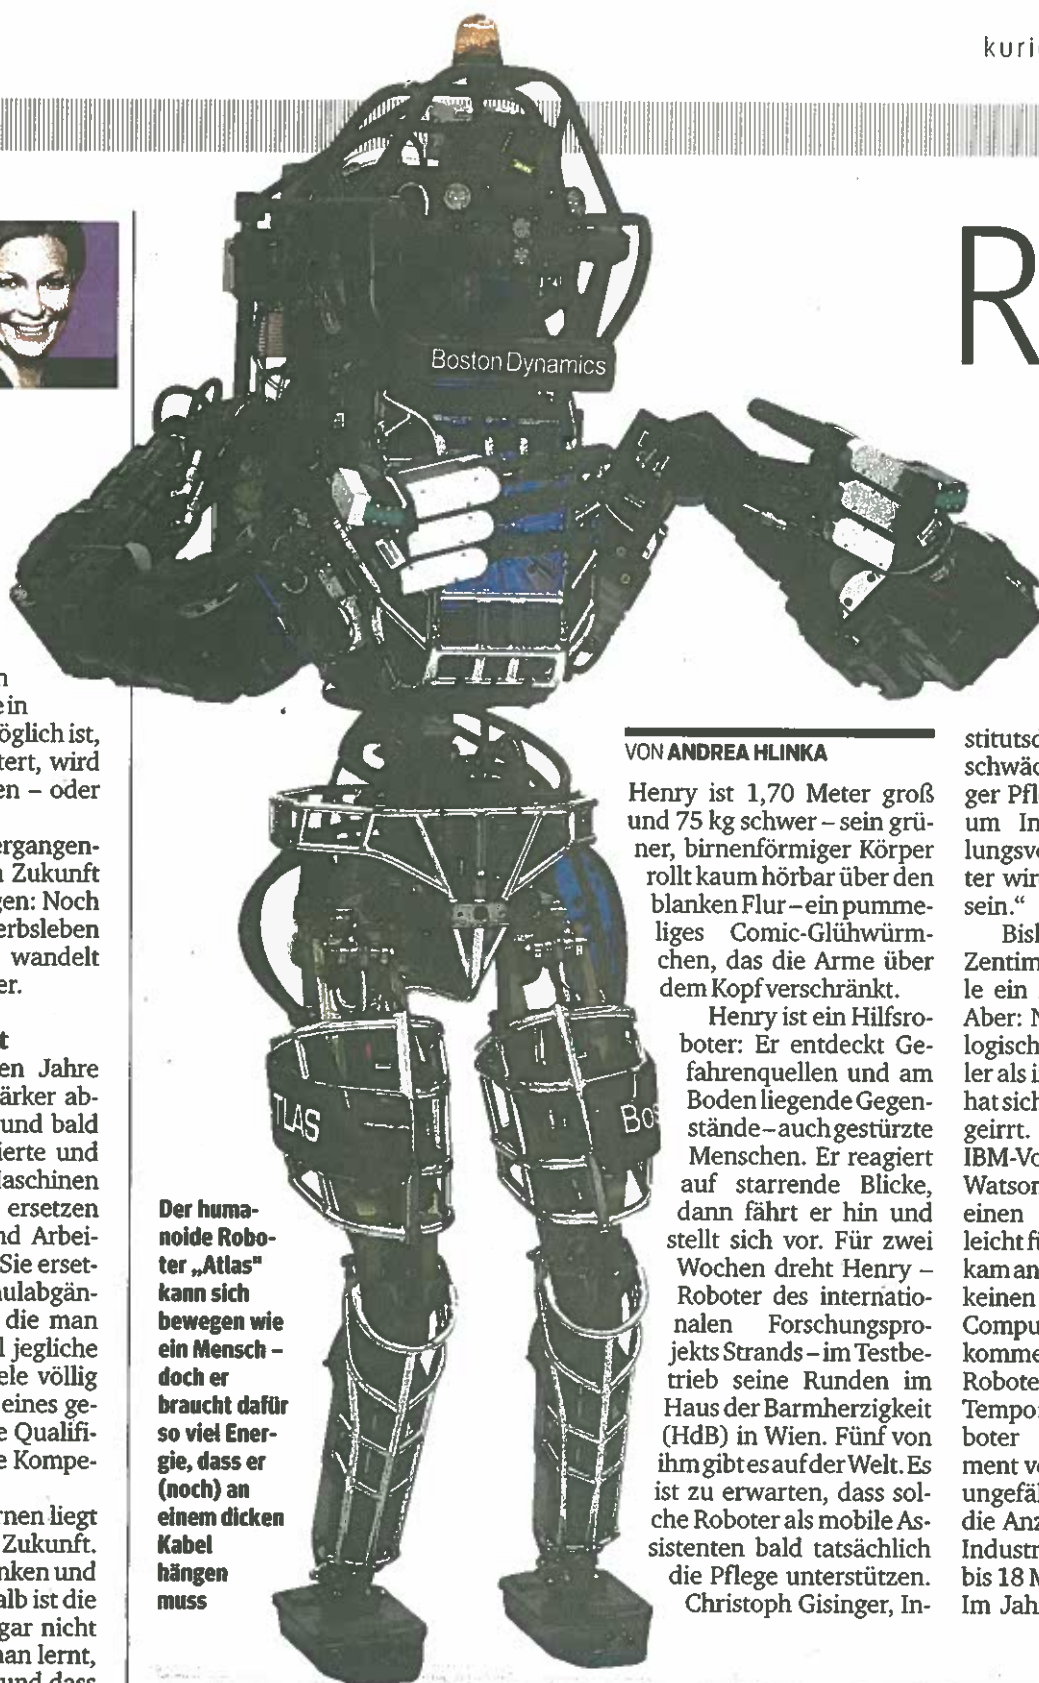 kuri
R
Boston Dynamics
ein
öglich ist,
tert, wird
en – oder
ergangen-
Zukunft
gen: Noch
erbsleben
wandelt
er.
t
en Jahre
ärker ab-
und bald
ierte und
Maschinen
ersetzen
nd Arbei-
Sie erset-
ulabgän-
die man
l jegliche
ele völlig
eines ge-
e Qualifi-
e Kompe-
rnen liegt
Zukunft.
nken und
alb ist die
gar nicht
an lernt,
und dass
TLAS
Bos
Der huma-
noide Robo-
ter „Atlas"
kann sich
bewegen wie
ein Mensch –
doch er
braucht dafür
so viel Ener-
gie, dass er
(noch) an
einem dicken
Kabel
hängen
muss
VON ANDREA HLINKA
Henry ist 1,70 Meter groß
und 75 kg schwer – sein grü-
ner, birnenförmiger Körper
rollt kaum hörbar über den
blanken Flur – ein pumme-
liges Comic-Glühwürm-
chen, das die Arme über
dem Kopf verschränkt.
Henry ist ein Hilfsro-
boter: Er entdeckt Ge-
fahrenquellen und am
Boden liegende Gegen-
stände – auch gestürzte
Menschen. Er reagiert
auf starrende Blicke,
dann fährt er hin und
stellt sich vor. Für zwei
Wochen dreht Henry –
Roboter des internatio-
nalen Forschungspro-
jekts Strands – im Testbe-
trieb seine Runden im
Haus der Barmherzigkeit
(HdB) in Wien. Fünf von
ihm gibt es auf der Welt. Es
ist zu erwarten, dass sol-
che Roboter als mobile As-
sistenten bald tatsächlich
die Pflege unterstützen.
Christoph Gisinger, In-
stitutsc
schwäc
ger Pfl
um In
lungsv
ter wir
sein.“
Bisl
Zentim
le ein
Aber: N
logisch
ler als i
hat sich
geirrt.
IBM-Vo
Watson
einen
leicht fü
kam an
keinen
Compu
komme
Robote
Tempo
boter
ment v
ungefäl
die Anz
Industr
bis 18 M
Im Jah